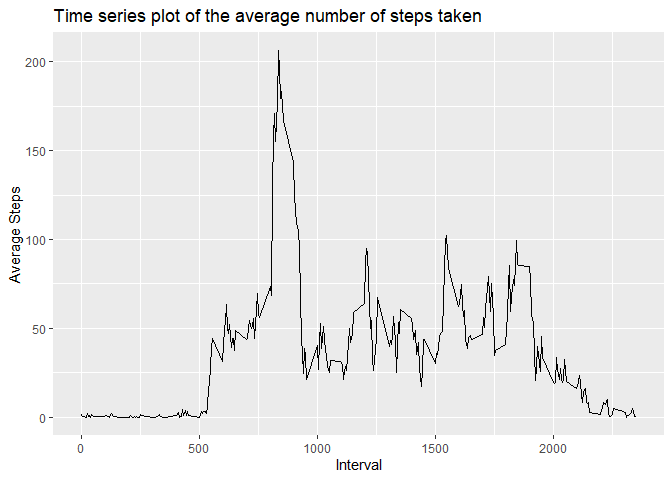 Time series plot of the average number of steps taken
200
150
100
50
0
Average Steps
0 500 1000 1500 2000
Interval